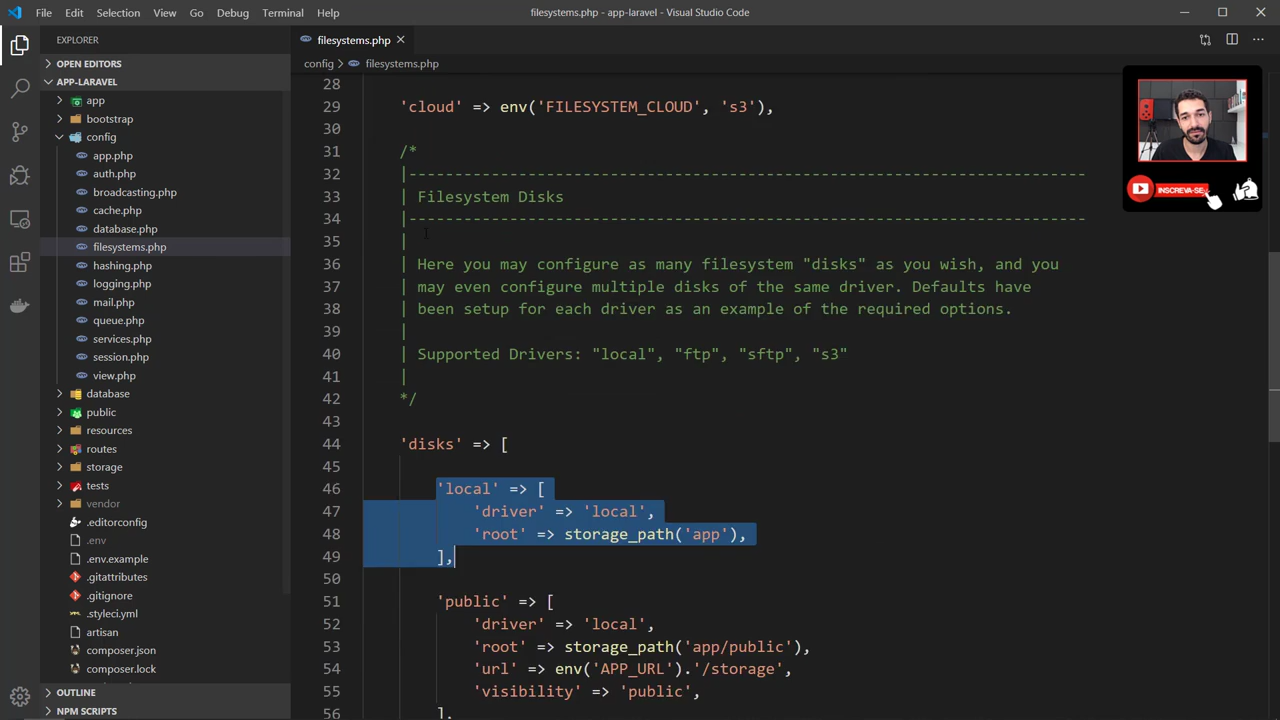 File Edit Selection View Go Debug Terminal Help
filesystems.php - app-laravel - Visual Studio Code
EXPLORER
OPEN EDITORS
APP-LARAVEL
app
bootstrap
config
app.php
auth.php
broadcasting.php
cache.php
database.php
filesystems.php
hashing.php
logging.php
mail.php
queue.php
services.php
session.php
view.php
database
public
resources
routes
storage
tests
vendor
.editorconfig
.env
.env.example
.gitattributes
.gitignore
.styleci.yml
artisan
composer.json
composer.lock
OUTLINE
NPM SCRIPTS
filesystems.php
config > filesystems.php
28
29 'cloud' => env('FILESYSTEM_CLOUD', 's3'),
30
31 /*
32 |--------------------------------------------------------------------------
33 | Filesystem Disks
34 |--------------------------------------------------------------------------
35 |
36 | Here you may configure as many filesystem "disks" as you wish, and you
37 | may even configure multiple disks of the same driver. Defaults have
38 | been setup for each driver as an example of the required options.
39 |
40 | Supported Drivers: "local", "ftp", "sftp", "s3"
41 |
42 */
43
44 'disks' => [
45
46 'local' => [
47 'driver' => 'local',
48 'root' => storage_path('app'),
49 ],
50
51 'public' => [
52 'driver' => 'local',
53 'root' => storage_path('app/public'),
54 'url' => env('APP_URL').'/storage',
55 'visibility' => 'public',
56 ],
INSCREVA-SE